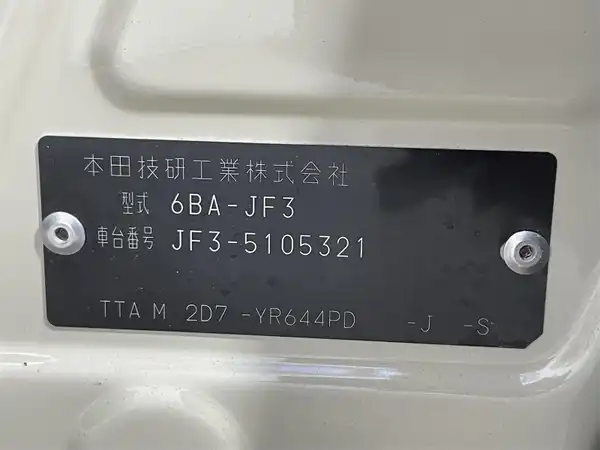 本田技研工業株式会社
型式 6BA-JF3
車台番号 JF3-5105321
TTA M 2D7 -YR644PD -J -S